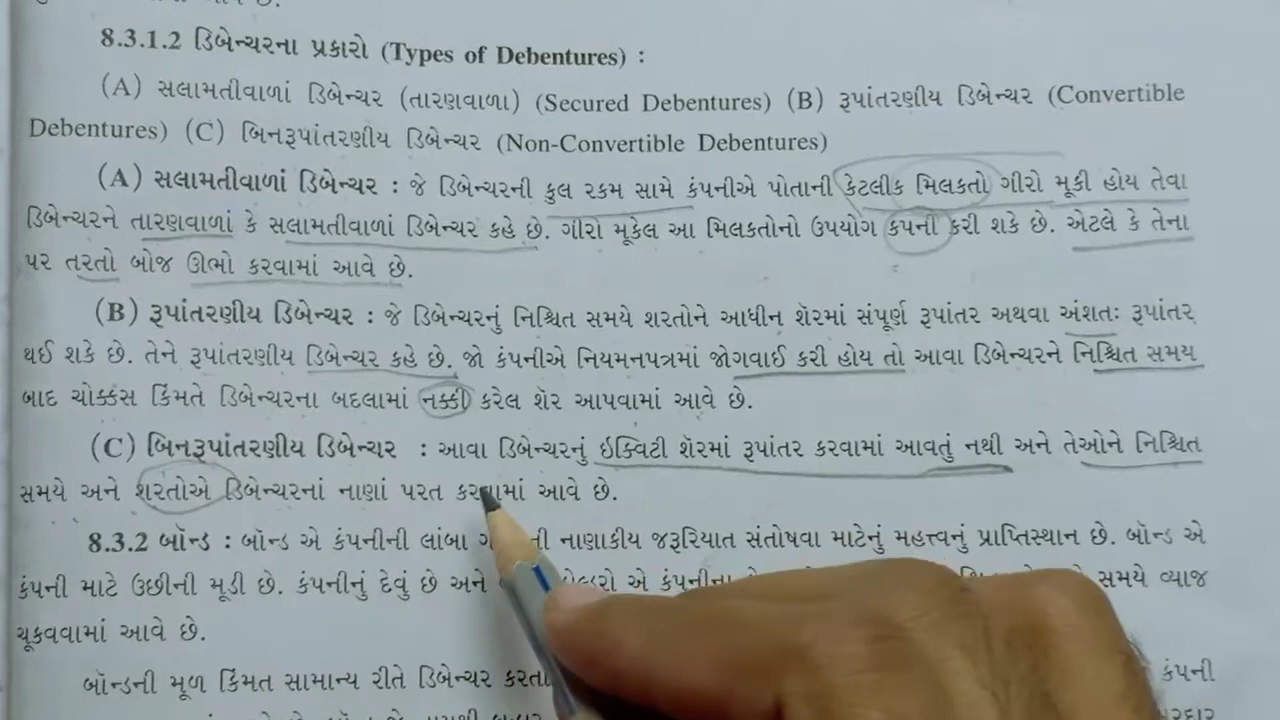 8.3.1.2 ડિબેન્ચરના પ્રકારો (Types of Debentures) :
(A) સલામતીવાળાં ડિબેન્ચર (તારણવાળા) (Secured Debentures) (B) રૂપાંતરણીય ડિબેન્ચર (Convertible
Debentures) (C) બિનરૂપાંતરણીય ડિબેન્ચર (Non-Convertible Debentures)
(A) સલામતીવાળાં ડિબેન્ચર : જે ડિબેન્ચરની કુલ રકમ સામે કંપનીએ પોતાની કેટલીક મિલકતો ગીરો મૂકી હોય તેવા
ડિબેન્ચરને તારણવાળાં કે સલામતીવાળાં ડિબેન્ચર કહે છે. ગીરો મૂકેલ આ મિલકતોનો ઉપયોગ કંપની કરી શકે છે. એટલે કે તેના
પર તરતો બોજ ઊભો કરવામાં આવે છે.
(B) રૂપાંતરણીય ડિબેન્ચર : જે ડિબેન્ચરનું નિશ્ચિત સમયે શરતોને આધીન શૅરમાં સંપૂર્ણ રૂપાંતર અથવા અંશતઃ રૂપાંતર
થઈ શકે છે. તેને રૂપાંતરણીય ડિબેન્ચર કહે છે. જો કંપનીએ નિયમનપત્રમાં જોગવાઈ કરી હોય તો આવા ડિબેન્ચરને નિશ્ચિત સમય
બાદ ચોક્કસ કિંમતે ડિબેન્ચરના બદલામાં નક્કી કરેલ શૅર આપવામાં આવે છે.
(C) બિનરૂપાંતરણીય ડિબેન્ચર : આવા ડિબેન્ચરનું ઇક્વિટી શૅરમાં રૂપાંતર કરવામાં આવતું નથી અને તેઓને નિશ્ચિત
સમયે અને શરતોએ ડિબેન્ચરનાં નાણાં પરત કરવામાં આવે છે.
8.3.2 બૉન્ડ : બૉન્ડ એ કંપનીની લાંબા નાણાકીય જરૂરિયાત સંતોષવા માટેનું મહત્ત્વનું પ્રાપ્તિસ્થાન છે. બૉન્ડ એ
કંપની માટે ઉછીની મૂડી છે. કંપનીનું દેવું છે અને એ કંપનીના સમયે વ્યાજ
ચૂકવવામાં આવે છે.
બૉન્ડની મૂળ કિંમત સામાન્ય રીતે ડિબેન્ચર કરતાં કંપની